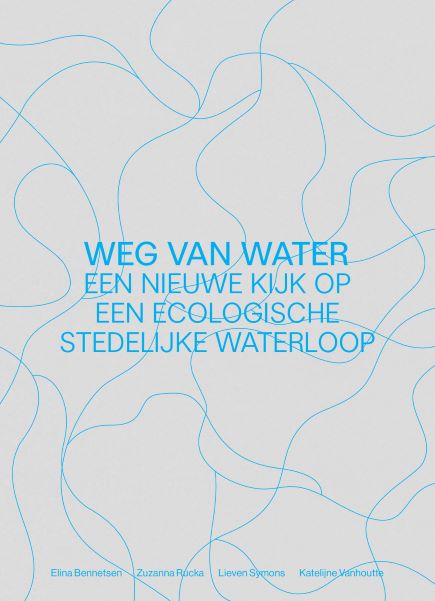 WEG VAN WATER
EEN NIEUWE KIJK OP
EEN ECOLOGISCHE
STEDELIJKE WATERLOOP
Elina Bennetsen Zuzanna Rucka Lieven Symons Katelijne Vanhoutte